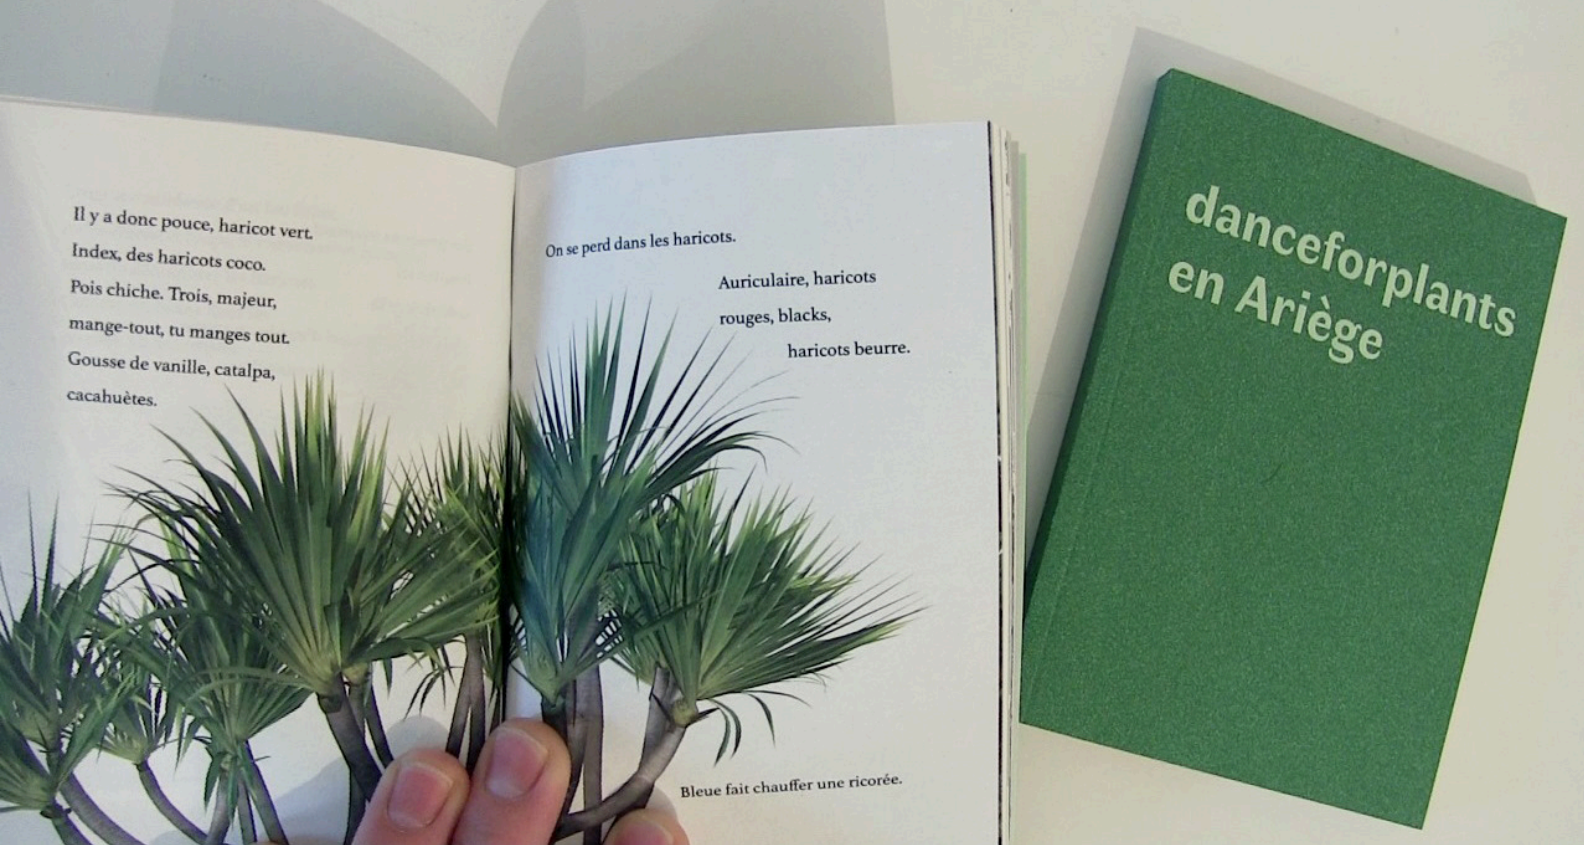 Il y a donc pouce, haricot vert.
Index, des haricots coco.
Pois chiche. Trois, majeur,
mange-tout, tu manges tout.
Gousse de vanille, catalpa,
cacahuètes.
On se perd dans les haricots.
Auriculaire, haricots
rouges, blacks,
haricots beurre.
Bleue fait chauffer une ricorée.
danceforplants
en Ariège